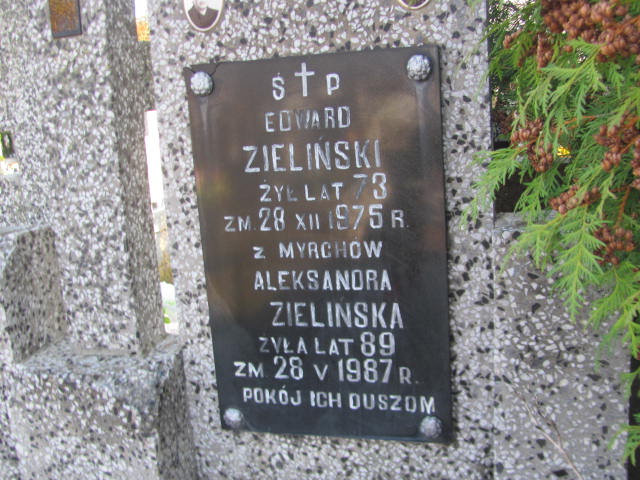 Ś † P
EDWARD
ZIELIŃSKI
ŻYŁ LAT 73
ZM. 28 XII 1975 R.
Z MYRCHÓW
ALEKSANDRA
ZIELIŃSKA
ŻYŁA LAT 89
ZM. 28 V 1987 R.
POKÓJ ICH DUSZOM